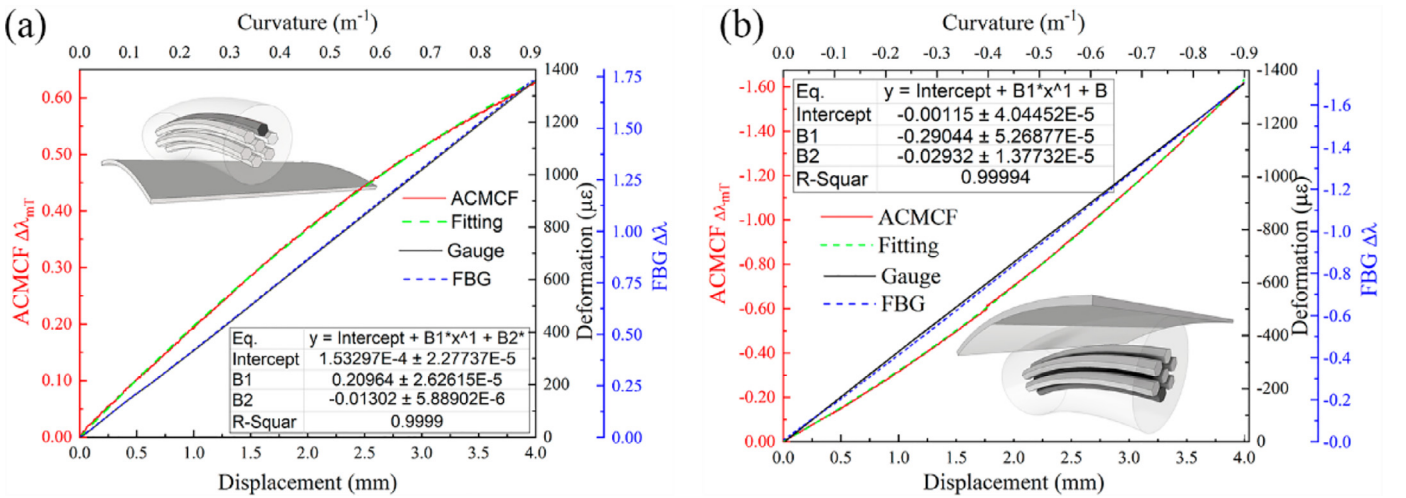 (a)
Curvature (m⁻¹)
0.0 0.1 0.2 0.3 0.4 0.5 0.6 0.7 0.8 0.9
0.60
0.50
0.40
0.30
0.20
0.10
0.00
ACMCF ΔλmT
1400
1200
1000
800
600
400
200
0
Deformation (με)
1.75
1.50
1.25
1.00
0.75
0.50
0.25
0.00
FBG Δλ
ACMCF
Fitting
Gauge
FBG
Eq. y = Intercept + B1*x^1 + B2*
Intercept 1.53297E-4 ± 2.27737E-5
B1 0.20964 ± 2.62615E-5
B2 -0.01302 ± 5.88902E-6
R-Squar 0.9999
0.0 0.5 1.0 1.5 2.0 2.5 3.0 3.5 4.0
Displacement (mm)
(b)
Curvature (m⁻¹)
0.0 -0.1 -0.2 -0.3 -0.4 -0.5 -0.6 -0.7 -0.8 -0.9
-1.60
-1.40
-1.20
-1.00
-0.80
-0.60
-0.40
-0.20
0.00
ACMCF ΔλmT
Eq. y = Intercept + B1*x^1 + B
Intercept -0.00115 ± 4.04452E-5
B1 -0.29044 ± 5.26877E-5
B2 -0.02932 ± 1.37732E-5
R-Squar 0.99994
ACMCF
Fitting
Gauge
FBG
-1400
-1200
-1000
-800
-600
-400
-200
0
Deformation (με)
-1.6
-1.4
-1.2
-1.0
-0.8
-0.6
-0.4
-0.2
-0.0
FBG Δλ
0.0 0.5 1.0 1.5 2.0 2.5 3.0 3.5 4.0
Displacement (mm)